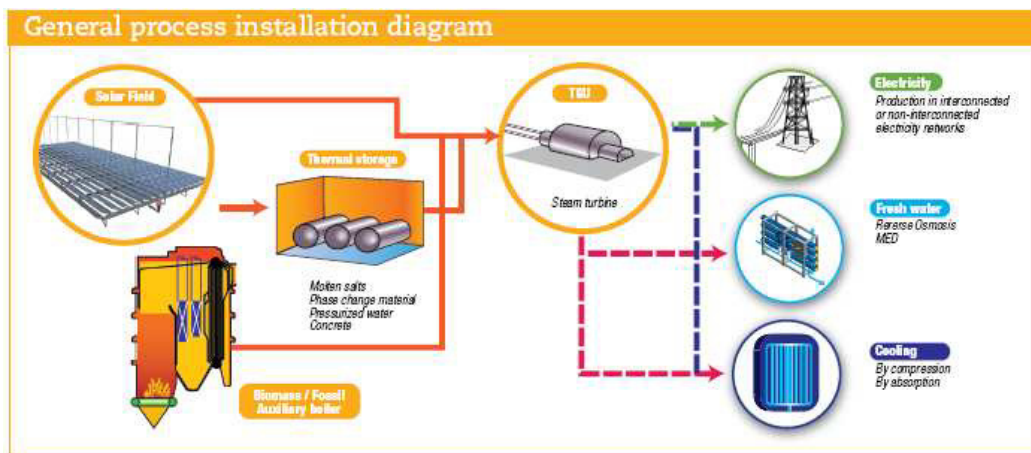 General process installation diagram
Solar Field
Thermal storage
Molten salts
Phase change material
Pressurized water
Concrete
Biomass / Fossil
Auxiliary boiler
TGU
Steam turbine
Electricity
Production in interconnected
or non-interconnected
electricity networks
Fresh water
Rererse Osmosis
MED
Cooling
By compression
By absorption